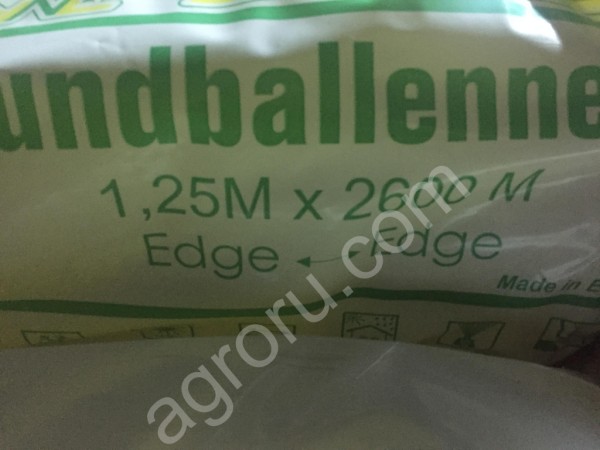 undballenne
1,25M x 2600 M
Edge ↔ Edge
Made in E
agroru.com